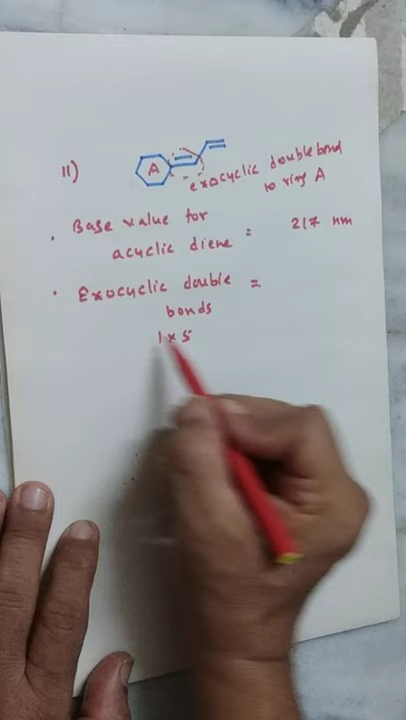 11)
A
exocyclic double bond
to ring A
• Base value for
acyclic diene = 217 nm
• Exocyclic double =
bonds
1 x 5